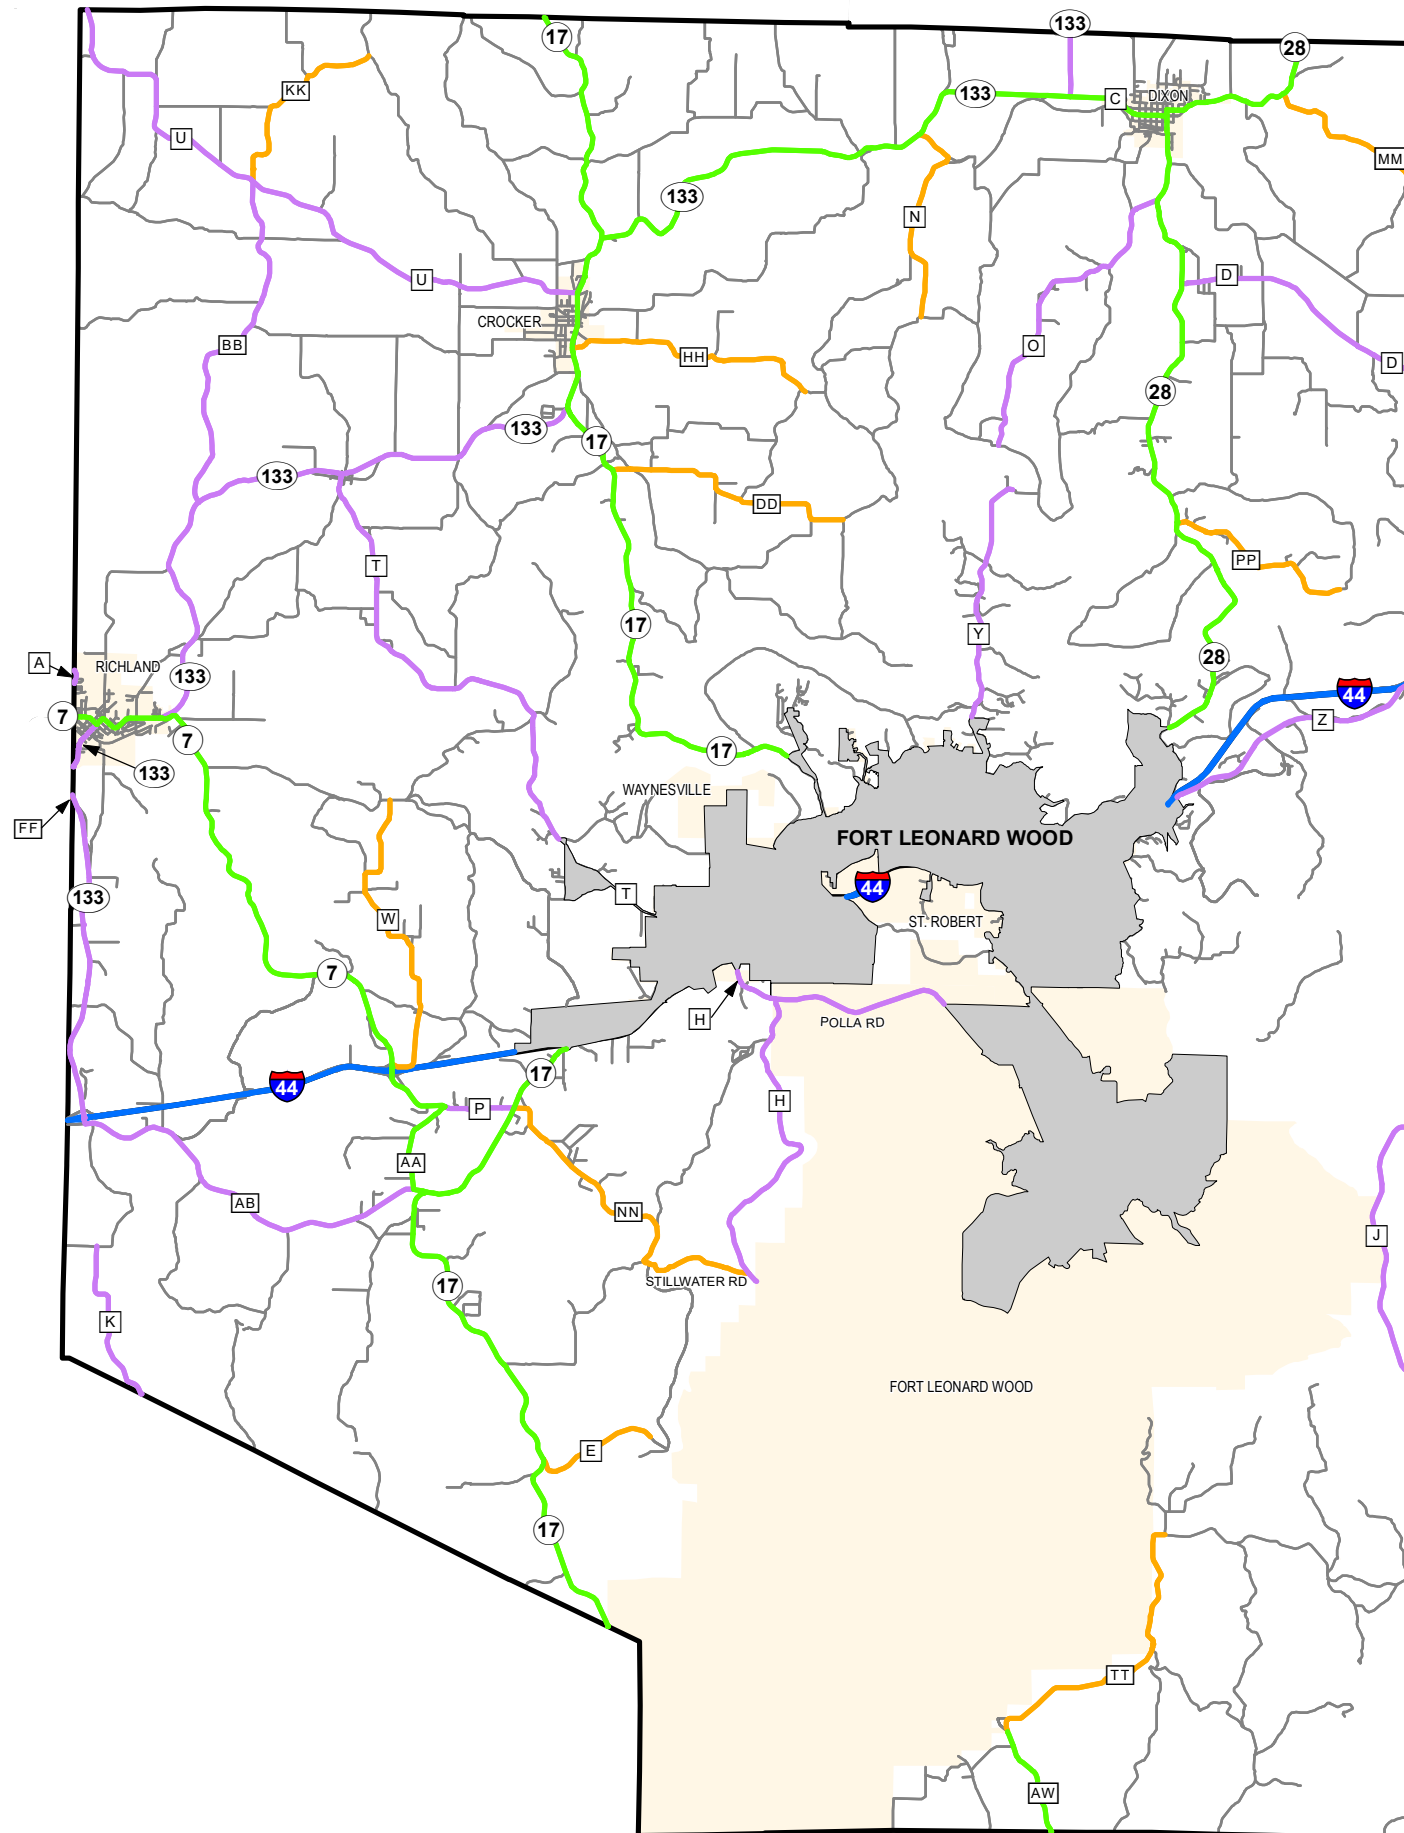 133
17
28
KK
133
C
DIXON
U
MM
133
N
D
U
CROCKER
BB
O
HH
D
28
133
17
133
DD
PP
T
17
Y
28
A
RICHLAND
133
44
7
Z
7
17
133
WAYNESVILLE
FF
FORT LEONARD WOOD
44
133
T
W
ST. ROBERT
7
H
POLLA RD
17
44
H
P
AA
AB
NN
J
STILLWATER RD
17
K
FORT LEONARD WOOD
E
17
TT
AW